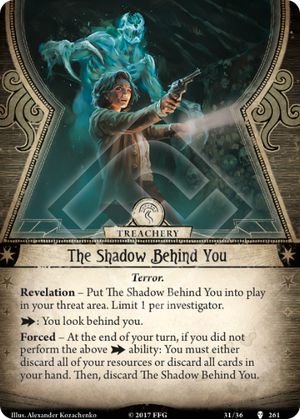 TREACHERY
The Shadow Behind You
Terror.
Revelation – Put The Shadow Behind You into play
in your threat area. Limit 1 per investigator.
: You look behind you.
Forced – At the end of your turn, if you did not
perform the above ability: You must either
discard all of your resources or discard all cards
in your hand. Then, discard The Shadow Behind You.
Illus. Alexander Kozachenko © 2017 FFG 31/36 261